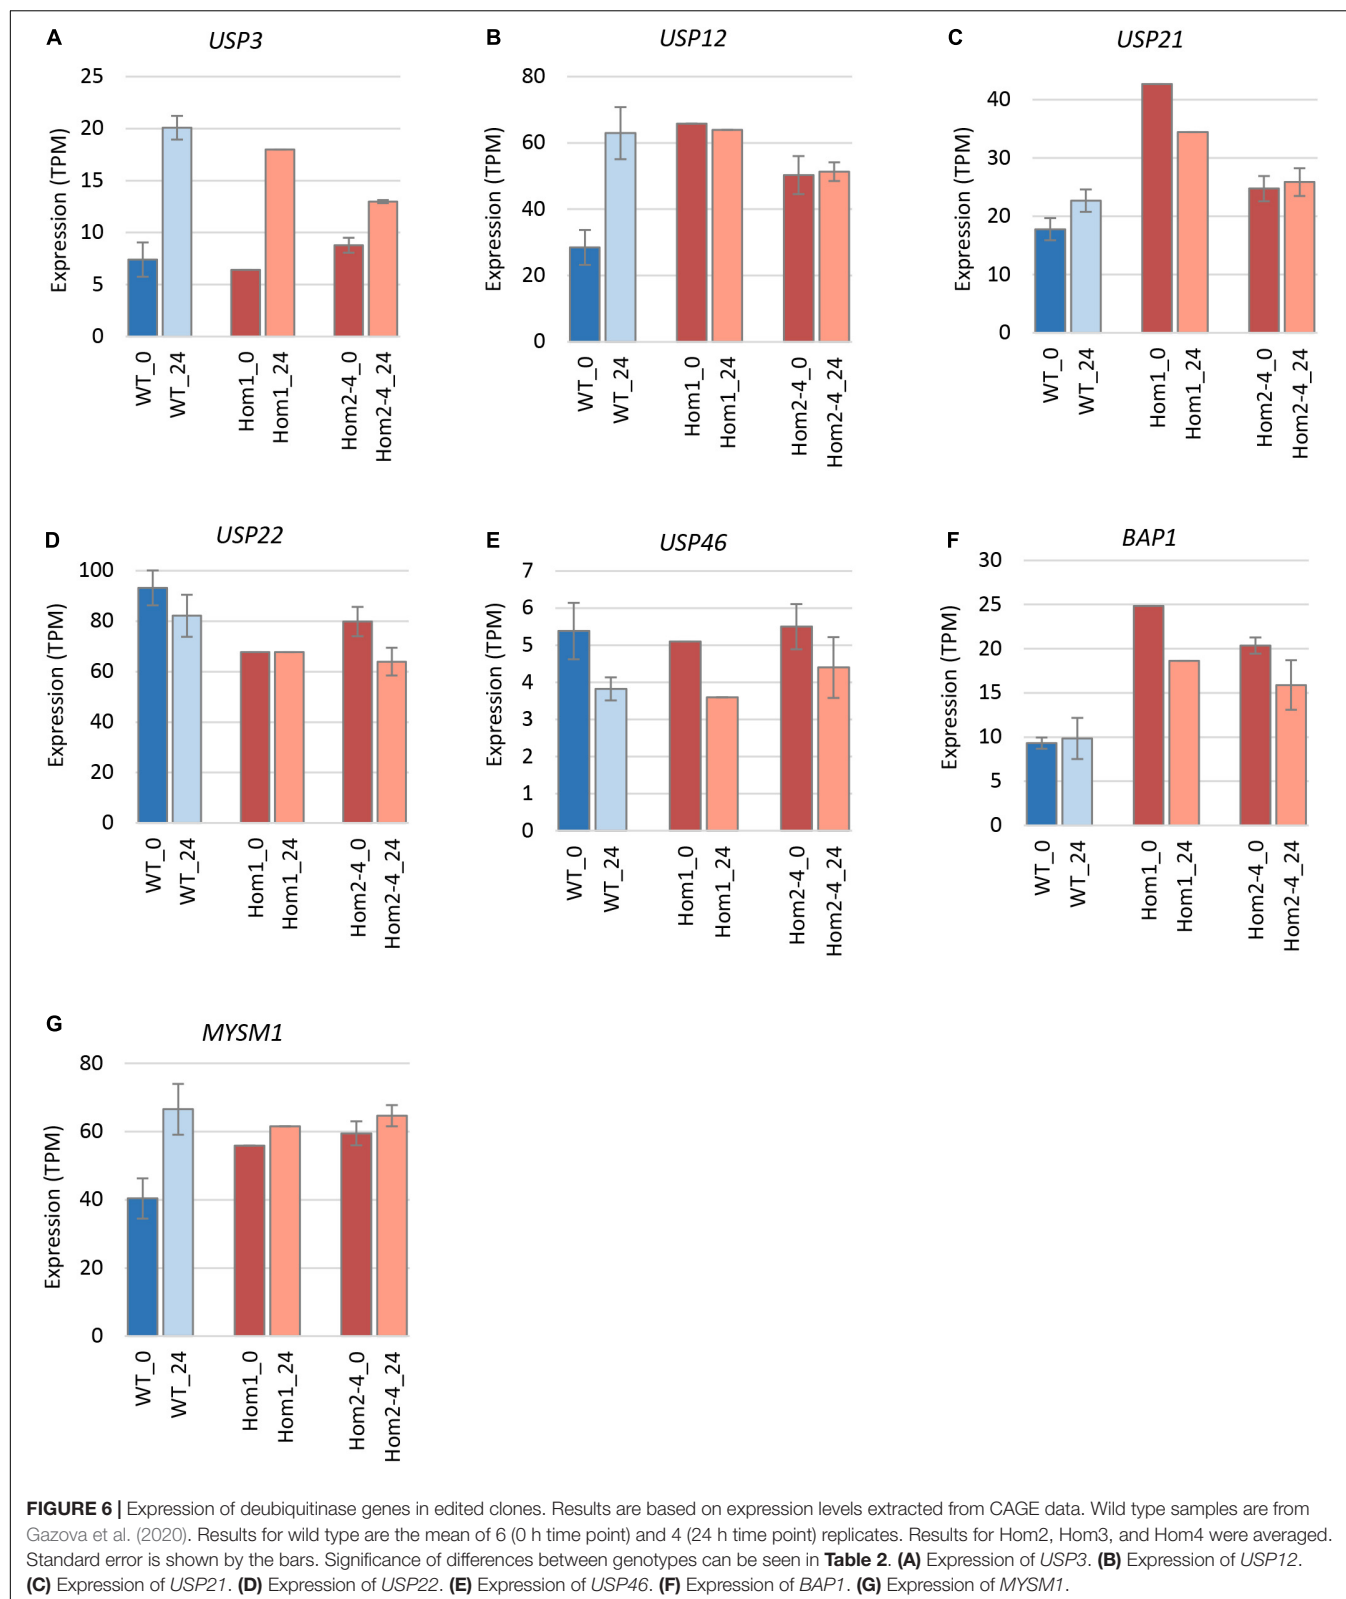 A
USP3
Expression (TPM)
25
20
15
10
5
0
WT_0
WT_24
Hom1_0
Hom1_24
Hom2-4_0
Hom2-4_24
B
USP12
Expression (TPM)
80
60
40
20
0
WT_0
WT_24
Hom1_0
Hom1_24
Hom2-4_0
Hom2-4_24
C
USP21
Expression (TPM)
40
30
20
10
0
WT_0
WT_24
Hom1_0
Hom1_24
Hom2-4_0
Hom2-4_24
D
USP22
Expression (TPM)
100
80
60
40
20
0
WT_0
WT_24
Hom1_0
Hom1_24
Hom2-4_0
Hom2-4_24
E
USP46
Expression (TPM)
7
6
5
4
3
2
1
0
WT_0
WT_24
Hom1_0
Hom1_24
Hom2-4_0
Hom2-4_24
F
BAP1
Expression (TPM)
30
25
20
15
10
5
0
WT_0
WT_24
Hom1_0
Hom1_24
Hom2-4_0
Hom2-4_24
G
MYSM1
Expression (TPM)
80
60
40
20
0
WT_0
WT_24
Hom1_0
Hom1_24
Hom2-4_0
Hom2-4_24
FIGURE 6 | Expression of deubiquitinase genes in edited clones. Results are based on expression levels extracted from CAGE data. Wild type samples are from
Gazova et al. (2020). Results for wild type are the mean of 6 (0 h time point) and 4 (24 h time point) replicates. Results for Hom2, Hom3, and Hom4 were averaged.
Standard error is shown by the bars. Significance of differences between genotypes can be seen in Table 2. (A) Expression of USP3. (B) Expression of USP12.
(C) Expression of USP21. (D) Expression of USP22. (E) Expression of USP46. (F) Expression of BAP1. (G) Expression of MYSM1.